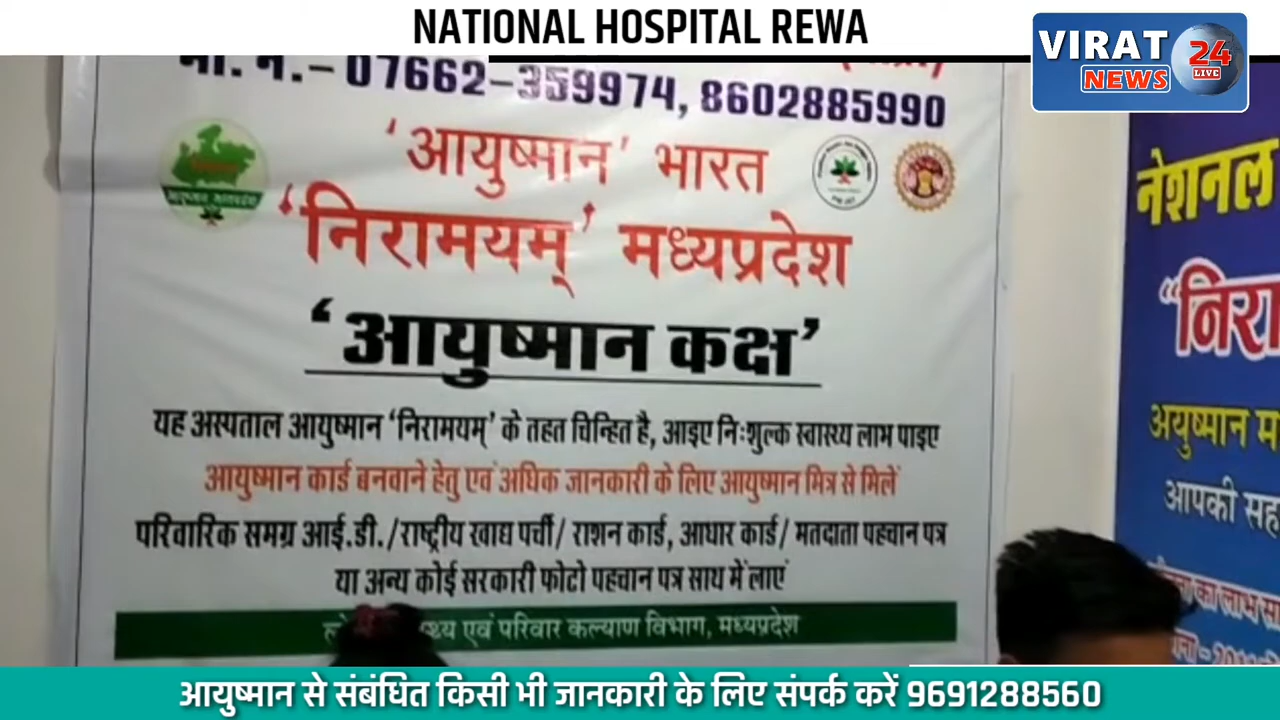 NATIONAL HOSPITAL REWA
VIRAT 24
NEWS LIVE
07662-359974, 8602885990
'आयुष्मान' भारत
'निरामयम्' मध्यप्रदेश
'आयुष्मान कक्ष'
यह अस्पताल आयुष्मान 'निरामयम्' के तहत चिन्हित है, आइए निःशुल्क स्वास्थ्य लाभ पाइए
आयुष्मान कार्ड बनवाने हेतु एवं अधिक जानकारी के लिए आयुष्मान मित्र से मिलें
परिवारिक समग्र आई.डी./राष्ट्रीय खाद्य पर्ची/ राशन कार्ड, आधार कार्ड/ मतदाता पहचान पत्र
या अन्य कोई सरकारी फोटो पहचान पत्र साथ में लाएं
एवं परिवार कल्याण विभाग, मध्यप्रदेश
नेशनल
"निरा
अयुष्मान म
आपकी सह
का लाभ
आयुष्मान से संबंधित किसी भी जानकारी के लिए संपर्क करें 9691288560